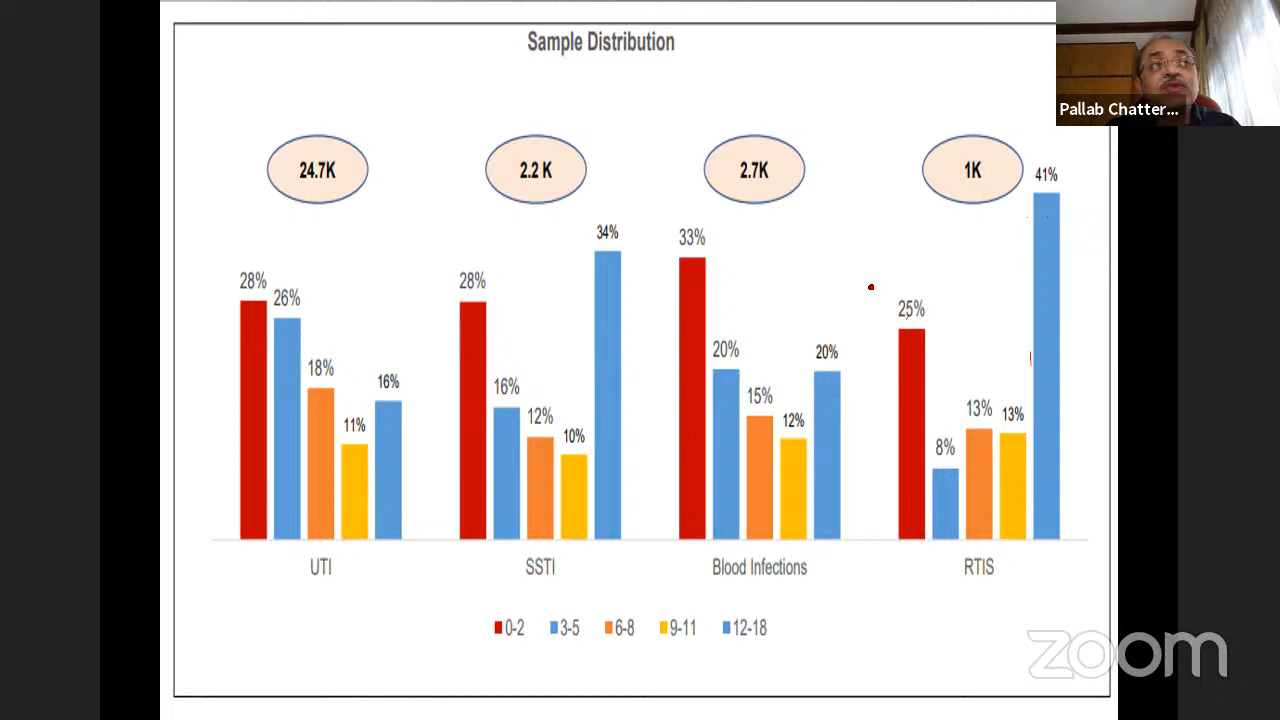 Sample Distribution
Pallab Chatter...
24.7K
2.2 K
2.7K
1K
28%
26%
18%
11%
16%
28%
16%
12%
10%
34%
33%
20%
15%
12%
20%
25%
8%
13%
13%
41%
UTI
SSTI
Blood Infections
RTIS
0-2
3-5
6-8
9-11
12-18
zoom